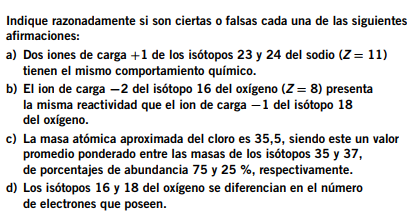 Indique razonadamente si son ciertas o falsas cada una de las siguientes
afirmaciones:
a) Dos iones de carga +1 de los isótopos 23 y 24 del sodio (Z = 11)
tienen el mismo comportamiento químico.
b) El ion de carga −2 del isótopo 16 del oxígeno (Z = 8) presenta
la misma reactividad que el ion de carga −1 del isótopo 18
del oxígeno.
c) La masa atómica aproximada del cloro es 35,5, siendo este un valor
promedio ponderado entre las masas de los isótopos 35 y 37,
de porcentajes de abundancia 75 y 25 %, respectivamente.
d) Los isótopos 16 y 18 del oxígeno se diferencian en el número
de electrones que poseen.